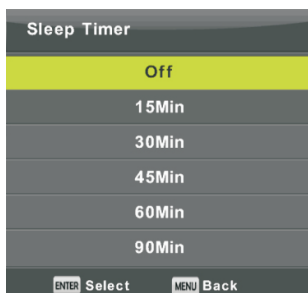 Sleep Timer
Off
15Min
30Min
45Min
60Min
90Min
ENTER Select MENU Back